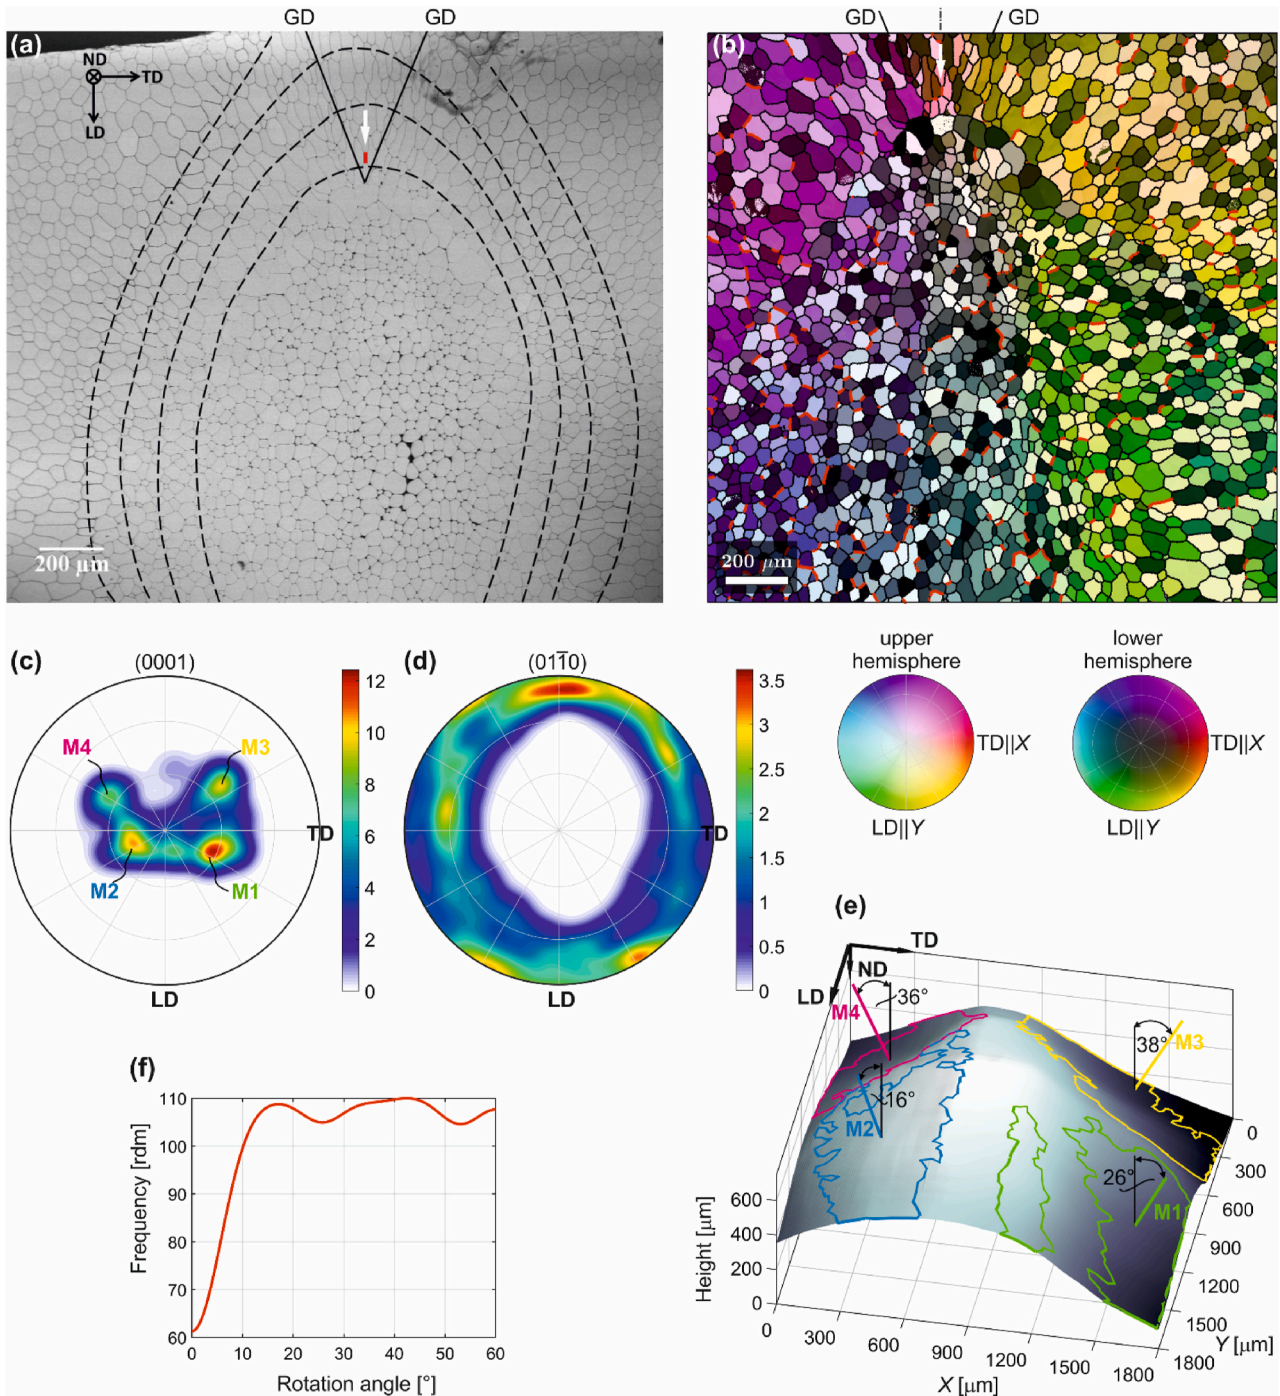 GD GD
(a)
ND
TD
LD
200 μm
GD GD
(b)
200 μm
upper
hemisphere
lower
hemisphere
TD||X
TD||X
LD||Y
LD||Y
(c)
(0001)
M4
M3
M2
M1
TD
LD
12
10
8
6
4
2
0
(d)
(011̅0)
TD
LD
3.5
3
2.5
2
1.5
1
0.5
0
(e)
TD
ND
LD
M4
36°
M3
38°
M2
16°
M1
26°
Height [μm]
600
400
200
0
0
300
600
900
1200
1500
1800
X [μm]
0
300
600
900
1200
1500
1800
Y [μm]
(f)
Frequency [rdm]
110
100
90
80
70
60
0 10 20 30 40 50 60
Rotation angle [°]